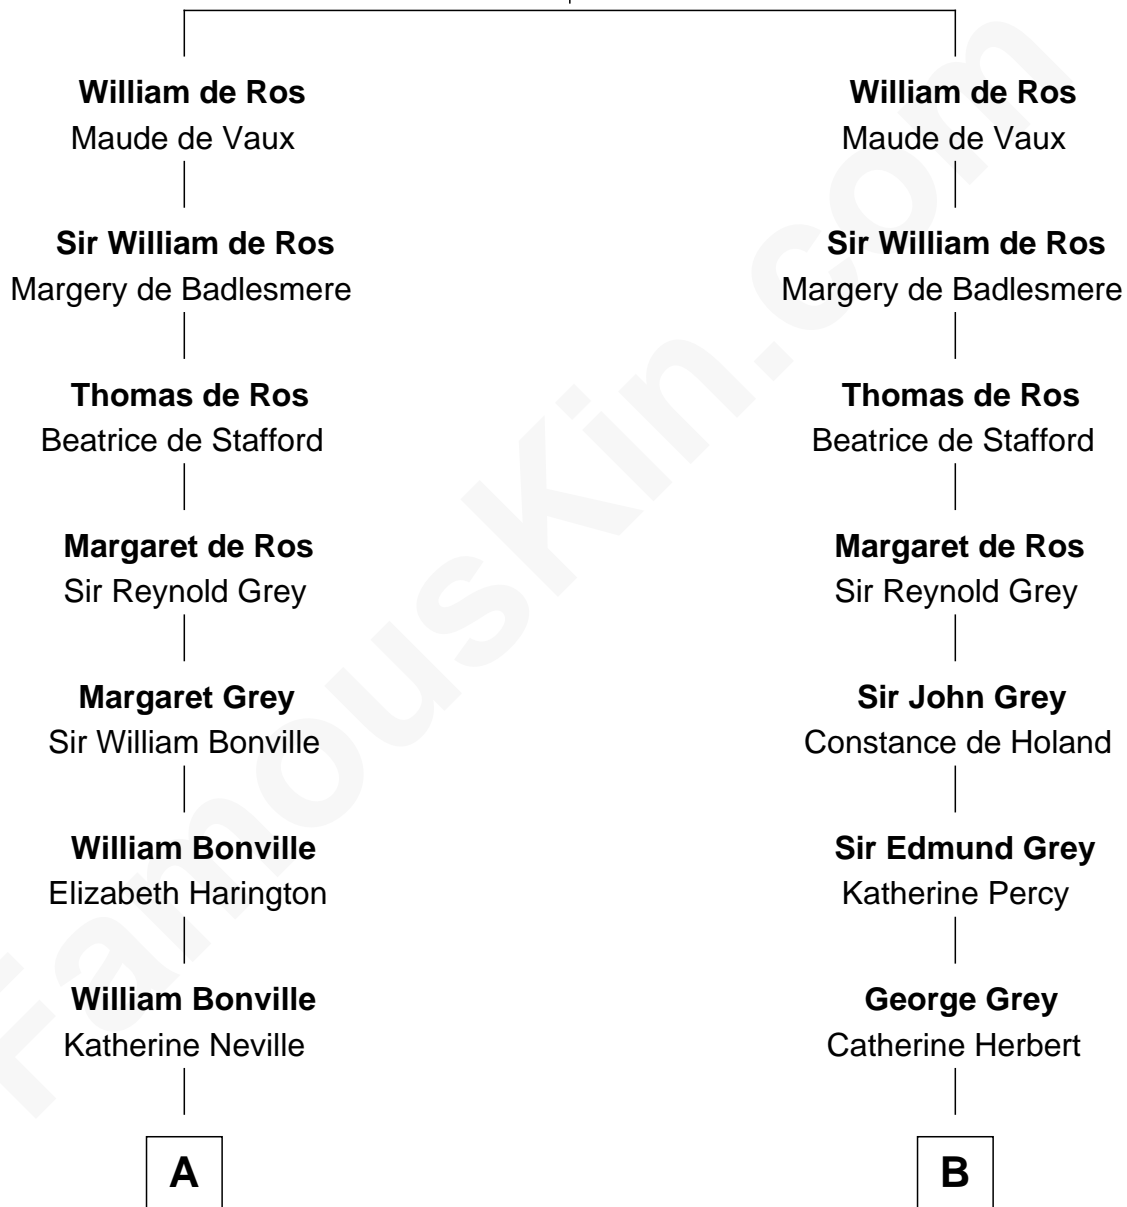 William de Ros
Maude de Vaux
Sir William de Ros
Margery de Badlesmere
Thomas de Ros
Beatrice de Stafford
Margaret de Ros
Sir Reynold Grey
Margaret Grey
Sir William Bonville
William Bonville
Elizabeth Harington
William Bonville
Katherine Neville
A
William de Ros
Maude de Vaux
Sir William de Ros
Margery de Badlesmere
Thomas de Ros
Beatrice de Stafford
Margaret de Ros
Sir Reynold Grey
Sir John Grey
Constance de Holand
Sir Edmund Grey
Katherine Percy
George Grey
Catherine Herbert
B
FamousKin.com